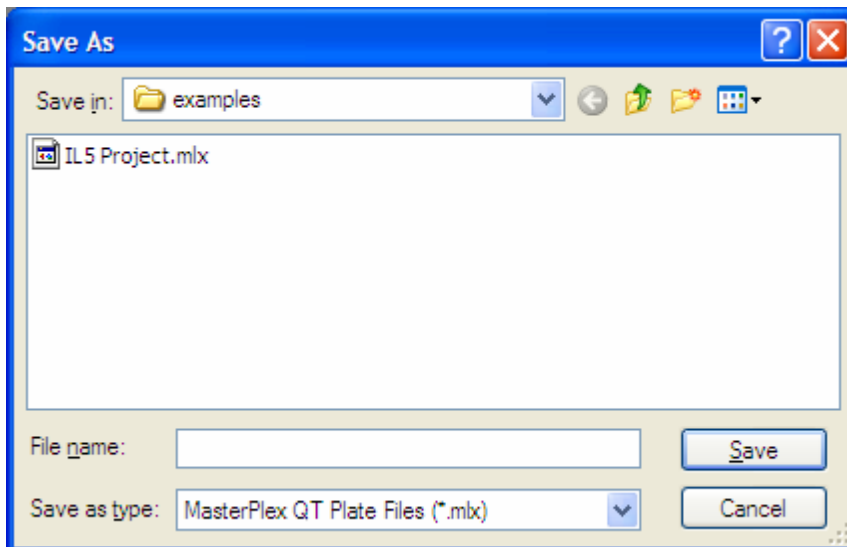 Save As
Save in: examples
IL5 Project.mlx
File name:
Save
Save as type: MasterPlex QT Plate Files (*.mlx)
Cancel